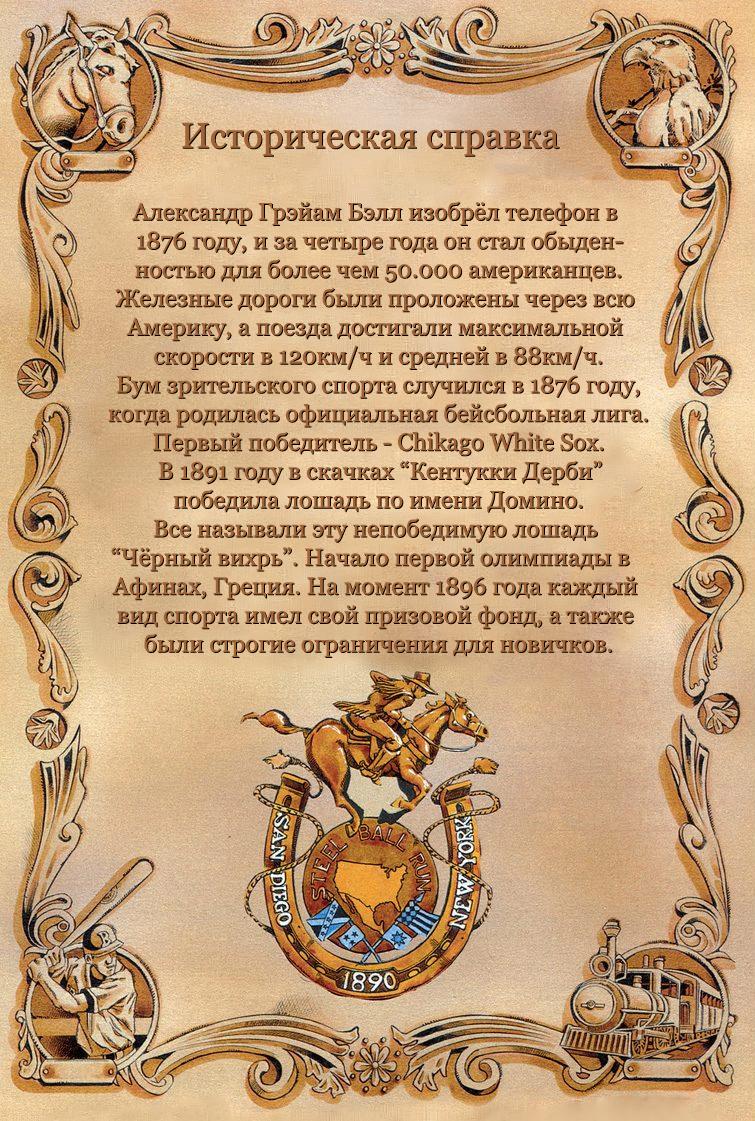 Историческая справка
Александр Грэйам Бэлл изобрёл телефон в
1876 году, и за четыре года он стал обыден-
ностью для более чем 50.000 американцев.
Железные дороги были проложены через всю
Америку, а поезда достигали максимальной
скорости в 120км/ч и средней в 88км/ч.
Бум зрительского спорта случился в 1876 году,
когда родилась официальная бейсбольная лига.
Первый победитель - Chikago White Sox.
В 1891 году в скачках “Кентукки Дерби”
победила лошадь по имени Домино.
Все называли эту непобедимую лошадь
“Чёрный вихрь”. Начало первой олимпиады в
Афинах, Греция. На момент 1896 года каждый
вид спорта имел свой призовой фонд, а также
были строгие ограничения для новичков.
STEEL BALL RUN
SAN DIEGO
NEW YORK
1890
B